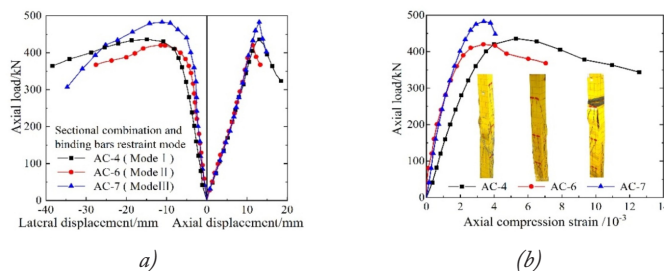 (a)
500
400
300
200
100
0
Axial load/kN
Sectional combination and
binding bars restraint mode
AC-4 ( Mode Ⅰ )
AC-6 ( Mode Ⅱ )
AC-7 ( ModeⅢ )
-40 -30 -20 -10 0 10 20
Lateral displacement/mm Axial displacement/mm
a)
(b)
500
400
300
200
100
0
Axial load/kN
AC-4 AC-6 AC-7
0 2 4 6 8 10 12 14
Axial compression strain /10⁻³
(b)